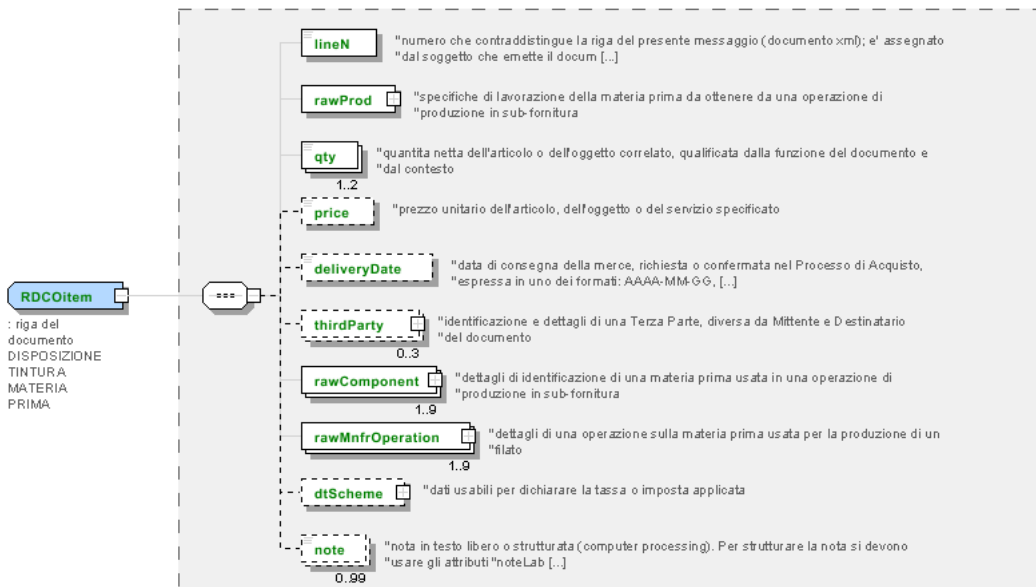 lineN
"numero che contraddistingue la riga del presente messaggio (documento xml); e' assegnato
"dal soggetto che emette il docum [...]
rawProd
"specifiche di lavorazione della materia prima da ottenere da una operazione di
"produzione in sub-fornitura
qty
"quantita netta dell'articolo o dell'oggetto correlato, qualificata dalla funzione del documento e
"dal contesto
1..2
price
"prezzo unitario dell'articolo, dell'oggetto o del servizio specificato
deliveryDate
"data di consegna della merce, richiesta o confermata nel Processo di Acquisto,
"espressa in uno dei formati: AAAA-MM-GG, [...]
RDCOitem
: riga del
documento
DISPOSIZIONE
TINTURA
MATERIA
PRIMA
thirdParty
"identificazione e dettagli di una Terza Parte, diversa da Mittente e Destinatario
"del documento
0..3
rawComponent
"dettagli di identificazione di una materia prima usata in una operazione di
"produzione in sub-fornitura
1..9
rawMnfrOperation
"dettagli di una operazione sulla materia prima usata per la produzione di un
"filato
1..9
dtScheme
"dati usabili per dichiarare la tassa o imposta applicata
note
"nota in testo libero o strutturata (computer processing). Per strutturare la nota si devono
"usare gli attributi "noteLab [...]
0..99